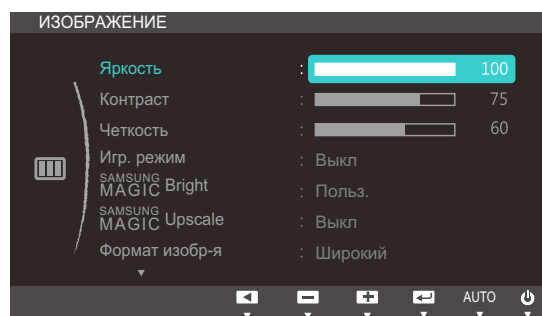 ИЗОБРАЖЕНИЕ
Яркость : 100
Контраст : 75
Четкость : 60
Игр. режим : Выкл
SAMSUNG MAGIC Bright : Польз.
SAMSUNG MAGIC Upscale : Выкл
Формат изобр-я : Широкий
AUTO